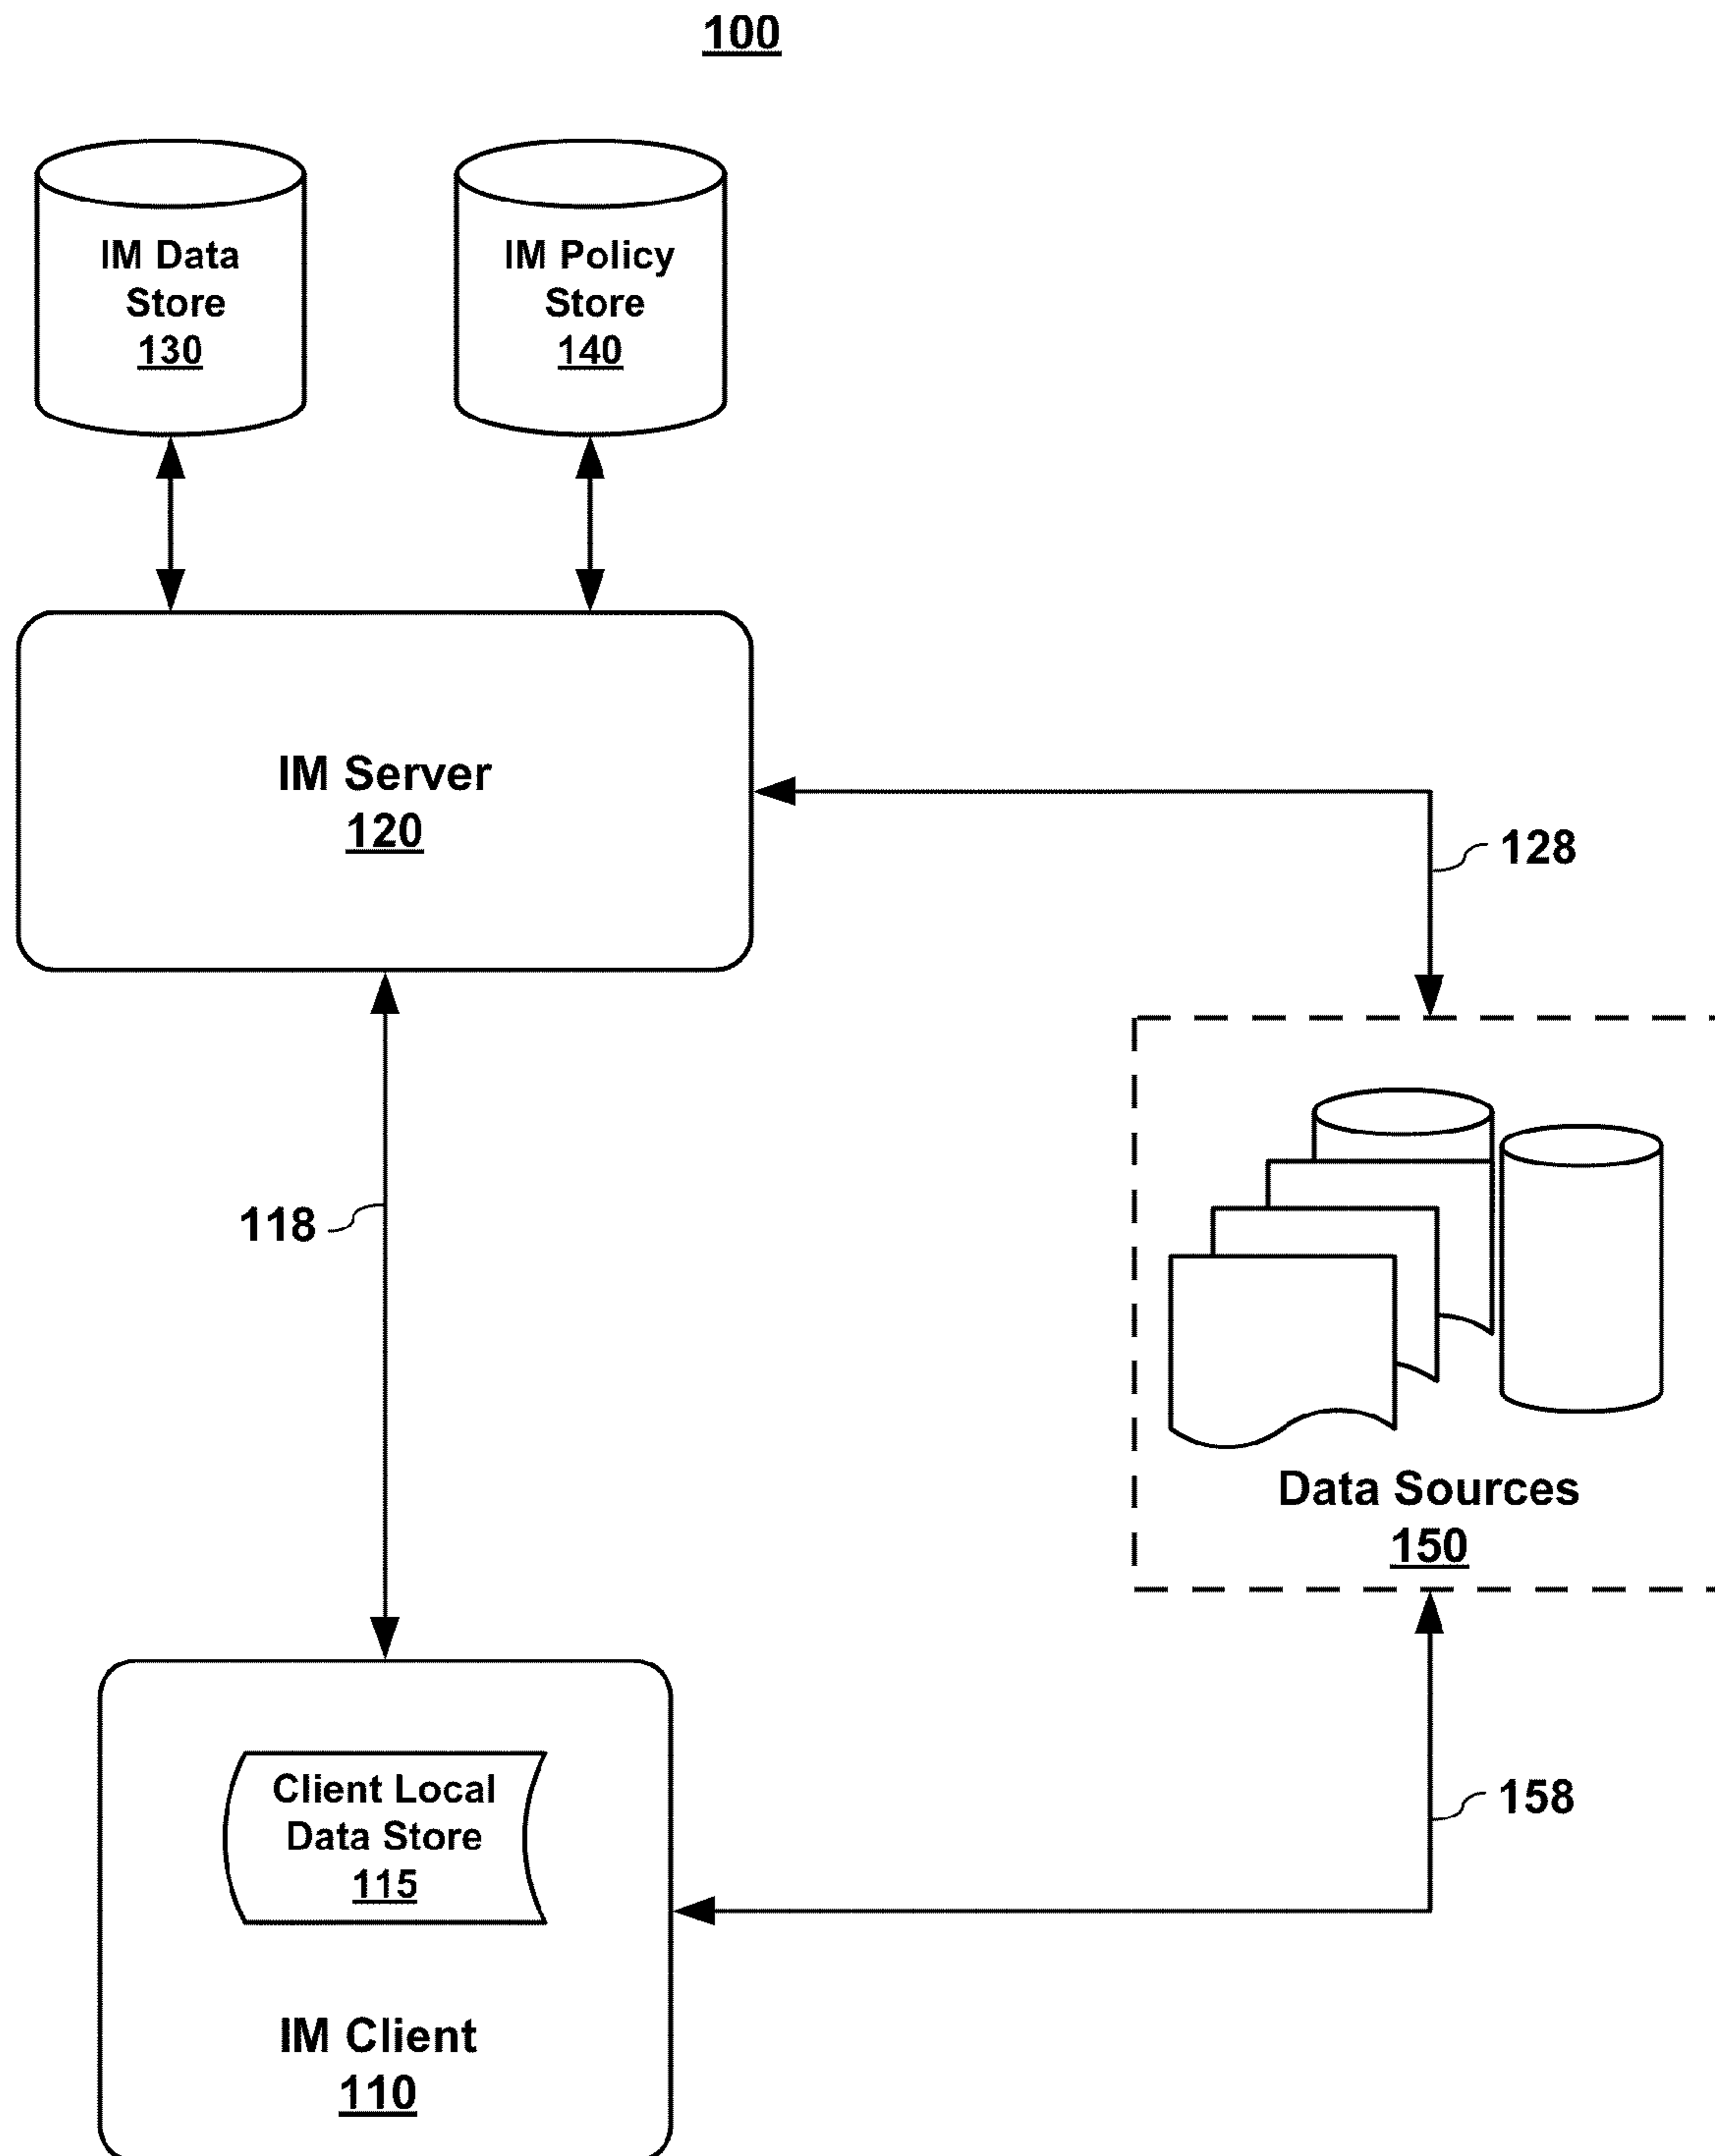 100
IM Data
Store
130
IM Policy
Store
140
IM Server
120
128
118
Data Sources
150
Client Local
Data Store
115
158
IM Client
110